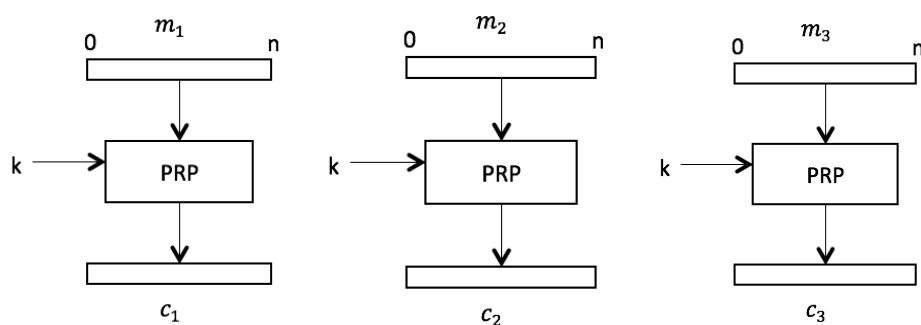 m₁ m₂ m₃
0 n 0 n 0 n
k PRP k PRP k PRP
c₁ c₂ c₃